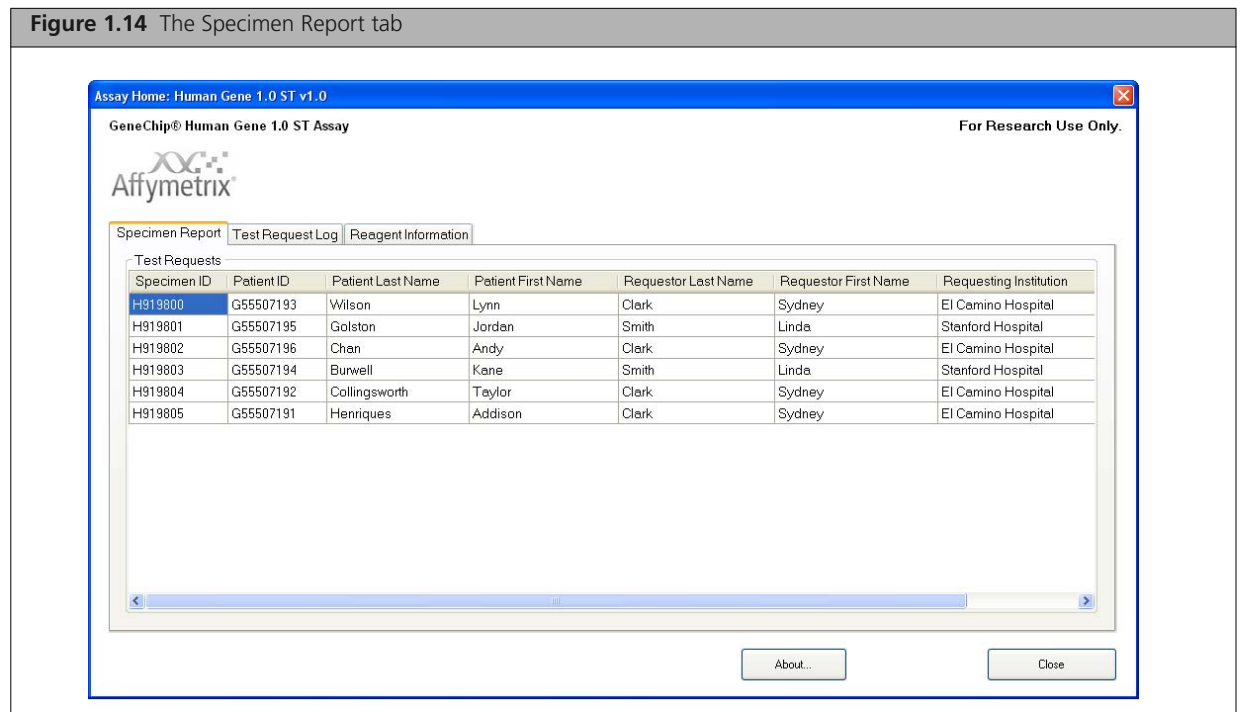 Figure 1.14 The Specimen Report tab
Assay Home: Human Gene 1.0 ST v1.0
GeneChip® Human Gene 1.0 ST Assay For Research Use Only.
Affymetrix®
Specimen Report Test Request Log Reagent Information
Test Requests
Specimen ID Patient ID Patient Last Name Patient First Name Requestor Last Name Requestor First Name Requesting Institution
H919800 G55507193 Wilson Lynn Clark Sydney El Camino Hospital
H919801 G55507195 Golston Jordan Smith Linda Stanford Hospital
H919802 G55507196 Chan Andy Clark Sydney El Camino Hospital
H919803 G55507194 Burwell Kane Smith Linda Stanford Hospital
H919804 G55507192 Collingsworth Taylor Clark Sydney El Camino Hospital
H919805 G55507191 Henriques Addison Clark Sydney El Camino Hospital
About... Close